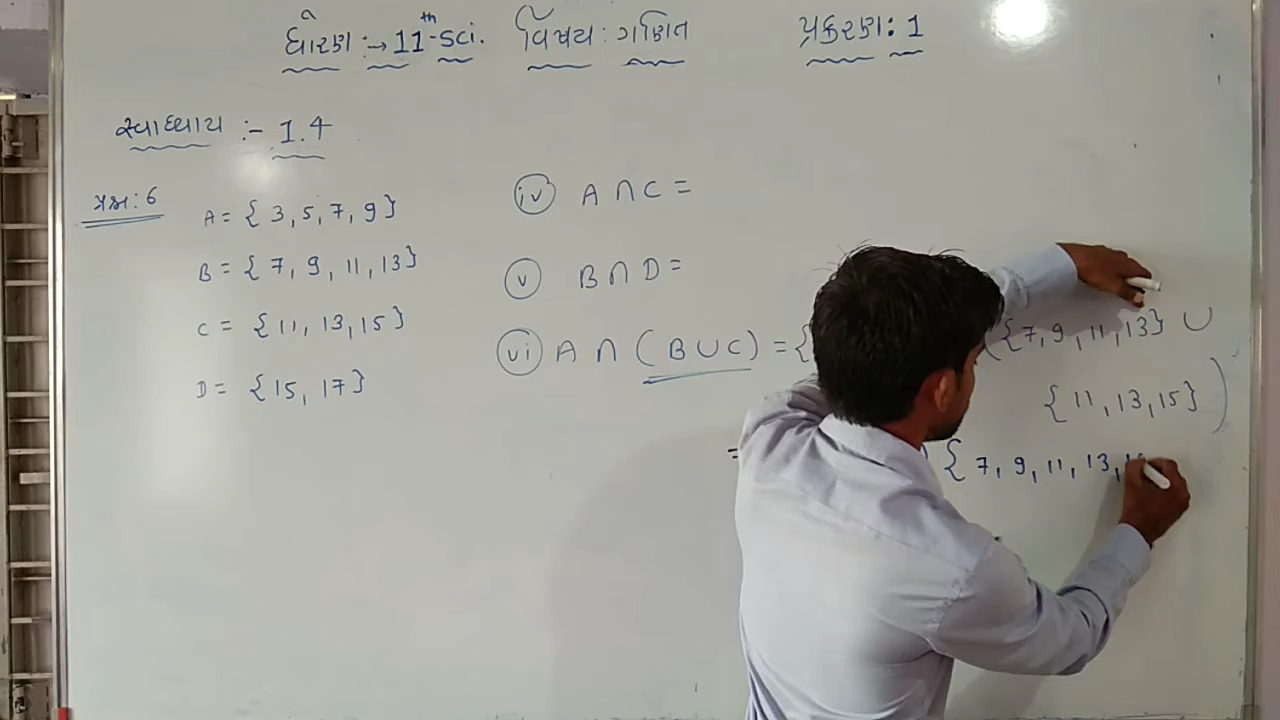 ધોરણ :→ 11th-sci. વિષય : ગણિત પ્રકરણ : 1
સ્વાધ્યાય :- 1.4
પ્રશ્ન : 6
A = { 3, 5, 7, 9 }
B = { 7, 9, 11, 13 }
C = { 11, 13, 15 }
D = { 15, 17 }
(iv) A ∩ C =
(v) B ∩ D =
(vi) A ∩ ( B ∪ C ) = { ( { 7, 9, 11, 13 } ∪
{ 11, 13, 15 } )
= { 7, 9, 11, 13,